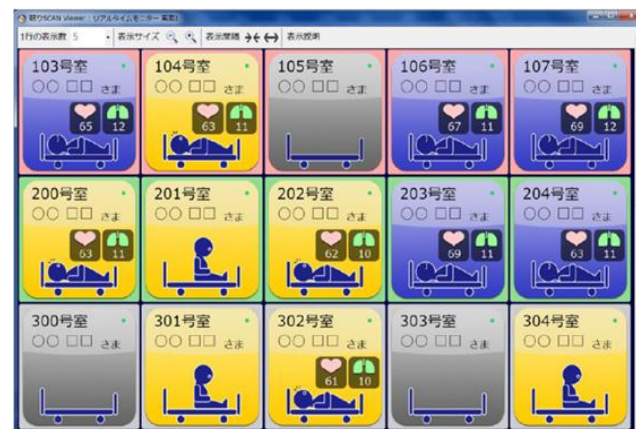 眠りSCAN Viewer : リアルタイムモニター 画面1
1行の表示数 5 表示サイズ 表示間隔 表示説明
103号室 104号室 105号室 106号室 107号室
○○ □□ さま ○○ □□ さま ○○ □□ さま ○○ □□ さま ○○ □□ さま
65 12 63 11 67 11 69 12
200号室 201号室 202号室 203号室 204号室
○○ □□ さま ○○ □□ さま ○○ □□ さま ○○ □□ さま ○○ □□ さま
63 11 62 10 69 11 63 11
300号室 301号室 302号室 303号室 304号室
○○ □□ さま ○○ □□ さま ○○ □□ さま ○○ □□ さま ○○ □□ さま
61 10